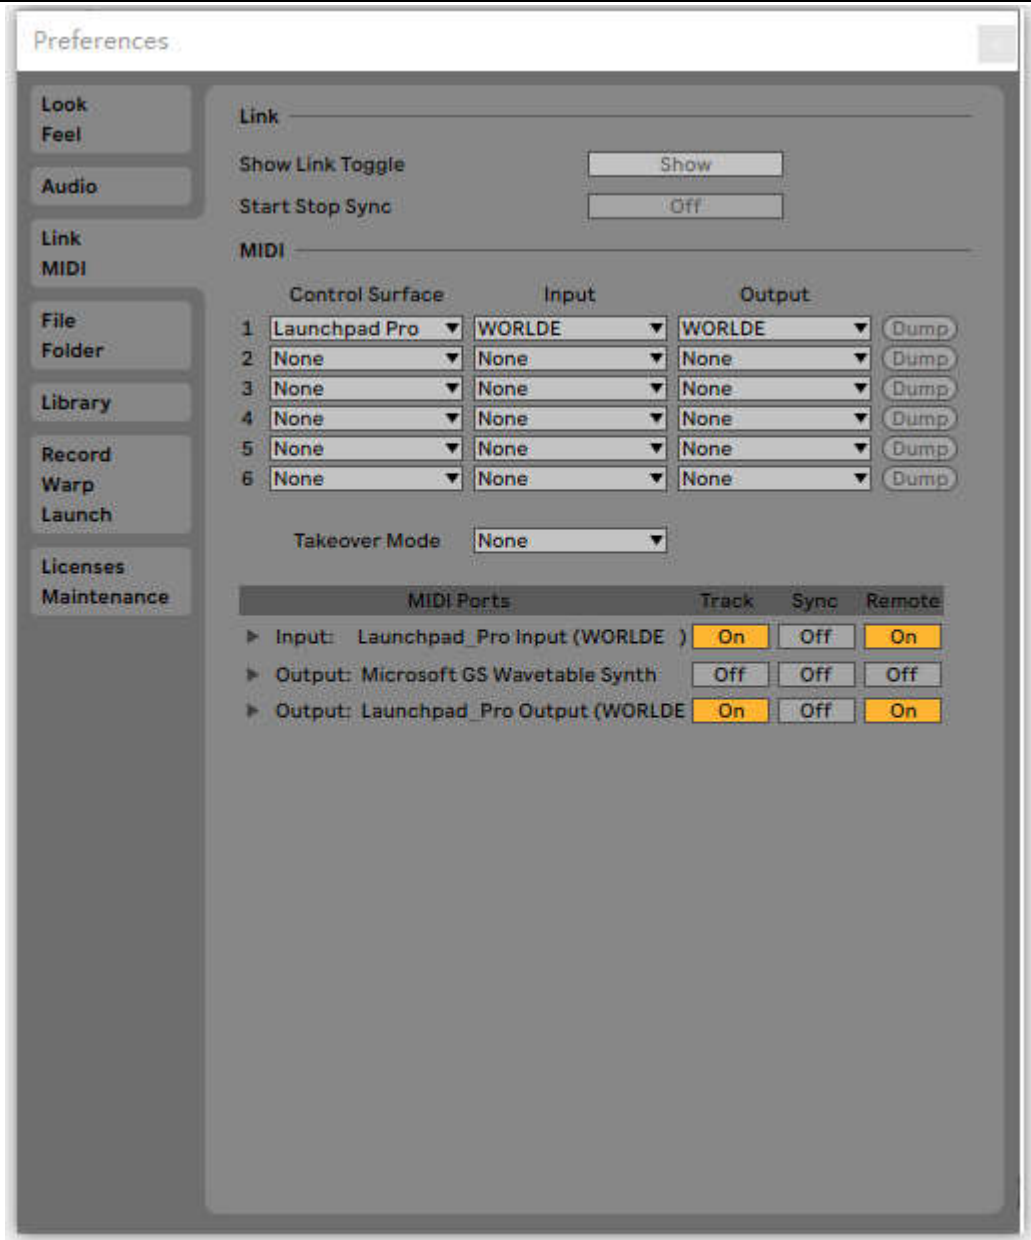 Preferences
Look
Feel
Audio
Link
MIDI
File
Folder
Library
Record
Warp
Launch
Licenses
Maintenance
Link
Show Link Toggle Show
Start Stop Sync Off
MIDI
Control Surface Input Output
1 Launchpad Pro WORLDE WORLDE Dump
2 None None None Dump
3 None None None Dump
4 None None None Dump
5 None None None Dump
6 None None None Dump
Takeover Mode None
MIDI Ports Track Sync Remote
Input: Launchpad_Pro Input (WORLDE ) On Off On
Output: Microsoft GS Wavetable Synth Off Off Off
Output: Launchpad_Pro Output (WORLDE On Off On